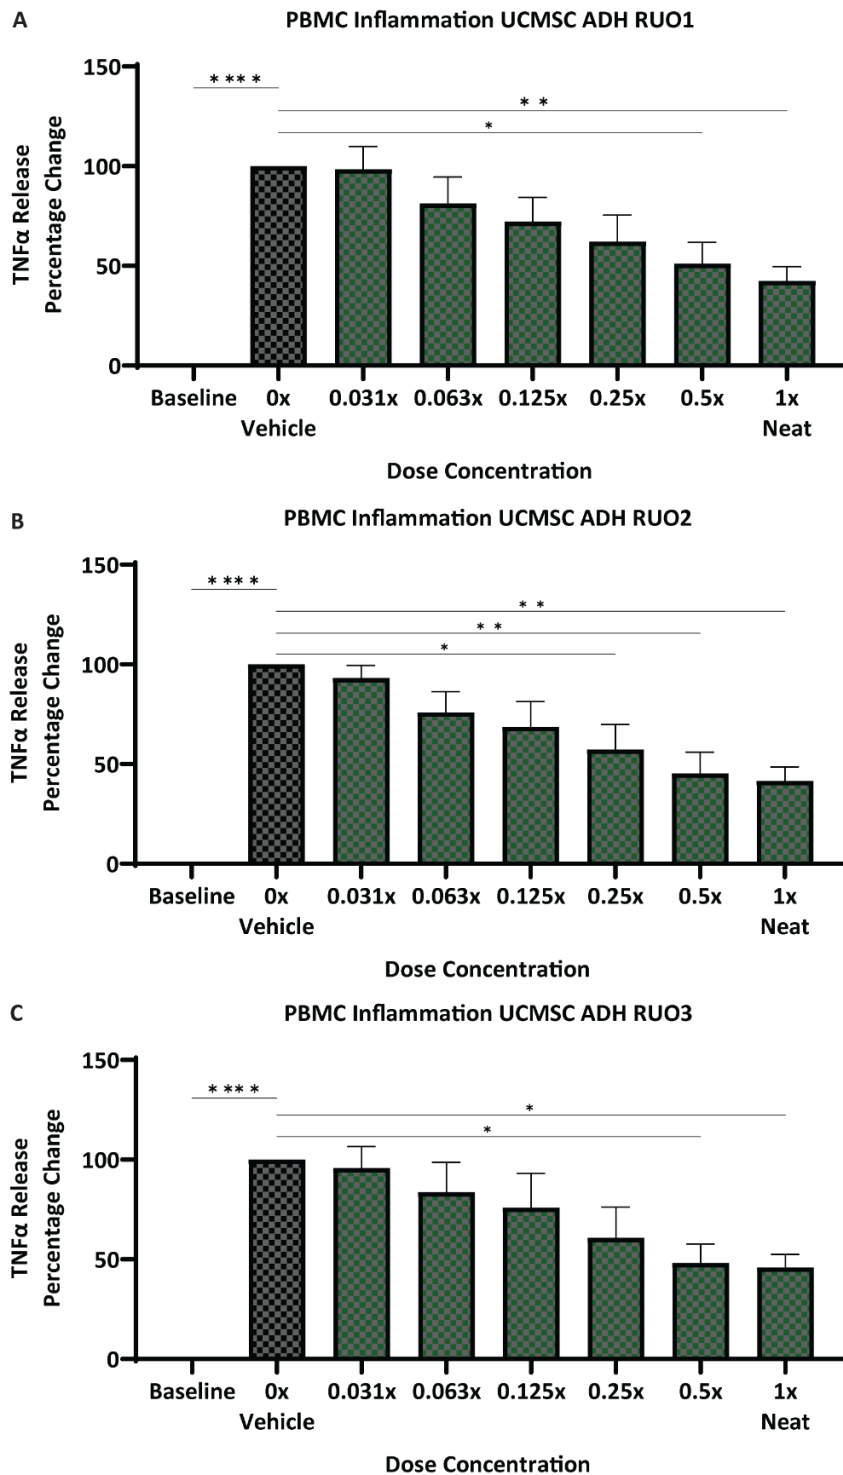 A
PBMC Inflammation UCMSC ADH RUO1
150
100
50
0
TNFα Release
Percentage Change
****
**
*
Baseline 0x 0.031x 0.063x 0.125x 0.25x 0.5x 1x
Vehicle Neat
Dose Concentration
B
PBMC Inflammation UCMSC ADH RUO2
150
100
50
0
TNFα Release
Percentage Change
****
**
**
*
Baseline 0x 0.031x 0.063x 0.125x 0.25x 0.5x 1x
Vehicle Neat
Dose Concentration
C
PBMC Inflammation UCMSC ADH RUO3
150
100
50
0
TNFα Release
Percentage Change
****
*
*
Baseline 0x 0.031x 0.063x 0.125x 0.25x 0.5x 1x
Vehicle Neat
Dose Concentration